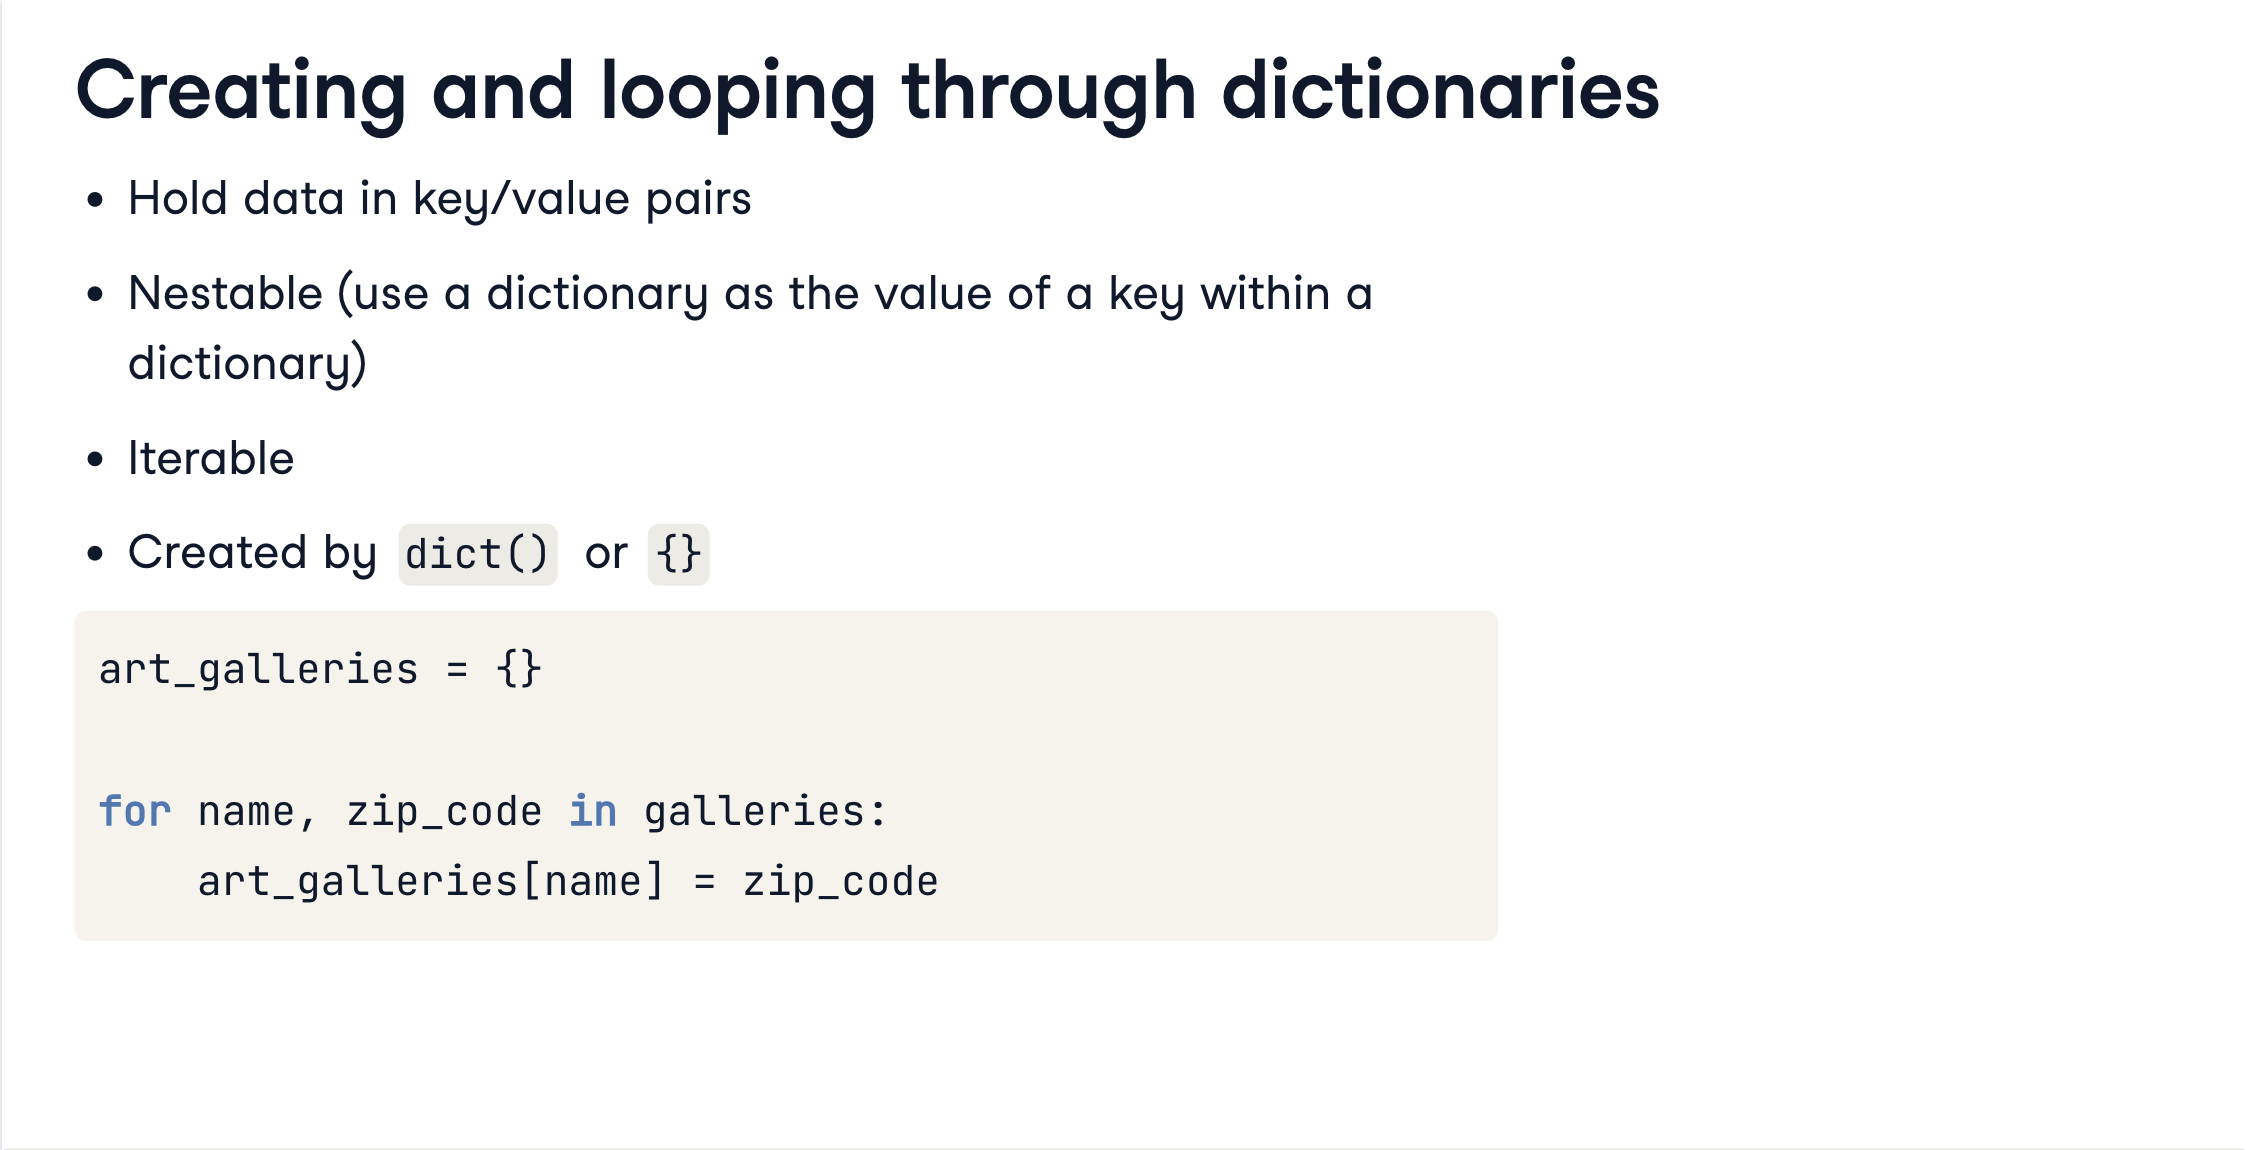 Creating and looping through dictionaries
• Hold data in key/value pairs
• Nestable (use a dictionary as the value of a key within a
dictionary)
• Iterable
• Created by dict() or {}
art_galleries = {}
for name, zip_code in galleries:
    art_galleries[name] = zip_code